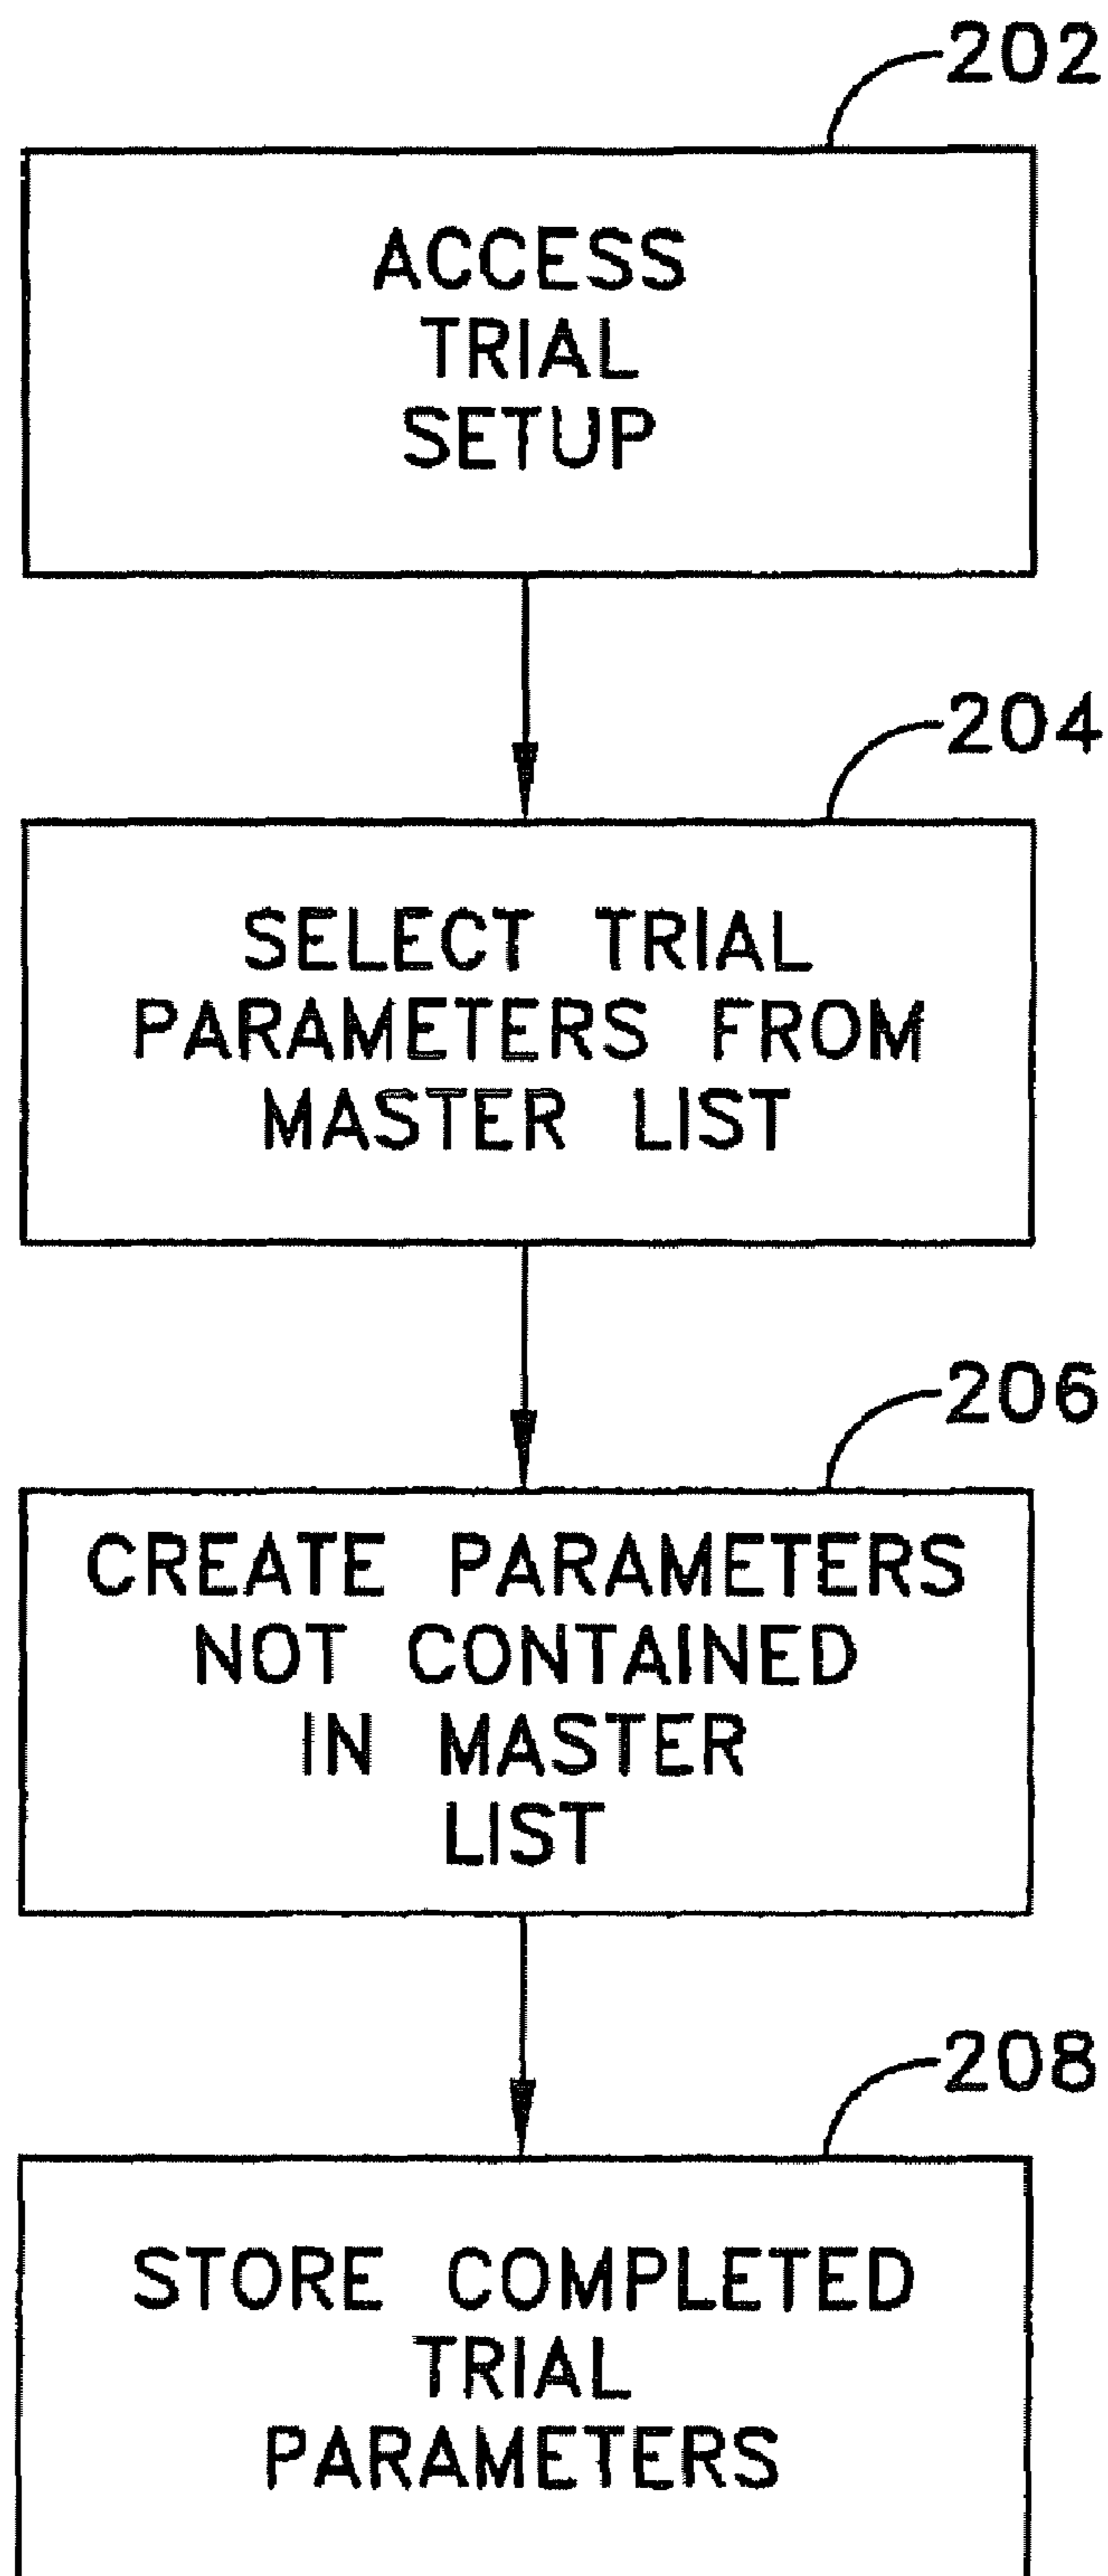 202
ACCESS
TRIAL
SETUP
204
SELECT TRIAL
PARAMETERS FROM
MASTER LIST
206
CREATE PARAMETERS
NOT CONTAINED
IN MASTER
LIST
208
STORE COMPLETED
TRIAL
PARAMETERS